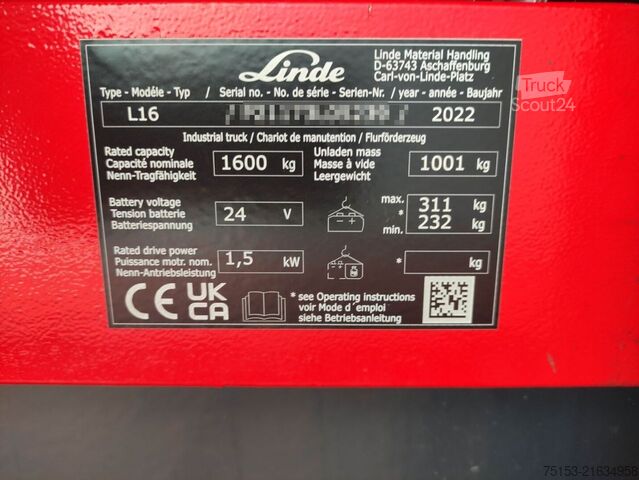 Linde
Linde Material Handling
D-63743 Aschaffenburg
Carl-von-Linde-Platz
Truck
Scout24
Type - Modèle - Typ / Serial no. - No. de série - Serien-Nr. / year - année - Baujahr
L16 / / 2022
Industrial truck / Chariot de manutention / Flurförderzeug
Rated capacity
Capacité nominale
Nenn-Tragfähigkeit
1600 kg
Unladen mass
Masse à vide
Leergewicht
1001 kg
Battery voltage
Tension batterie
Batteriespannung
24 V
max. 311 kg
*
min. 232 kg
Rated drive power
Puissance motr. nom.
Nenn-Antriebsleistung
1,5 kW
* kg
CE UK
CA
* see Operating instructions
voir Mode d´emploi
siehe Betriebsanleitung
75153-21634958